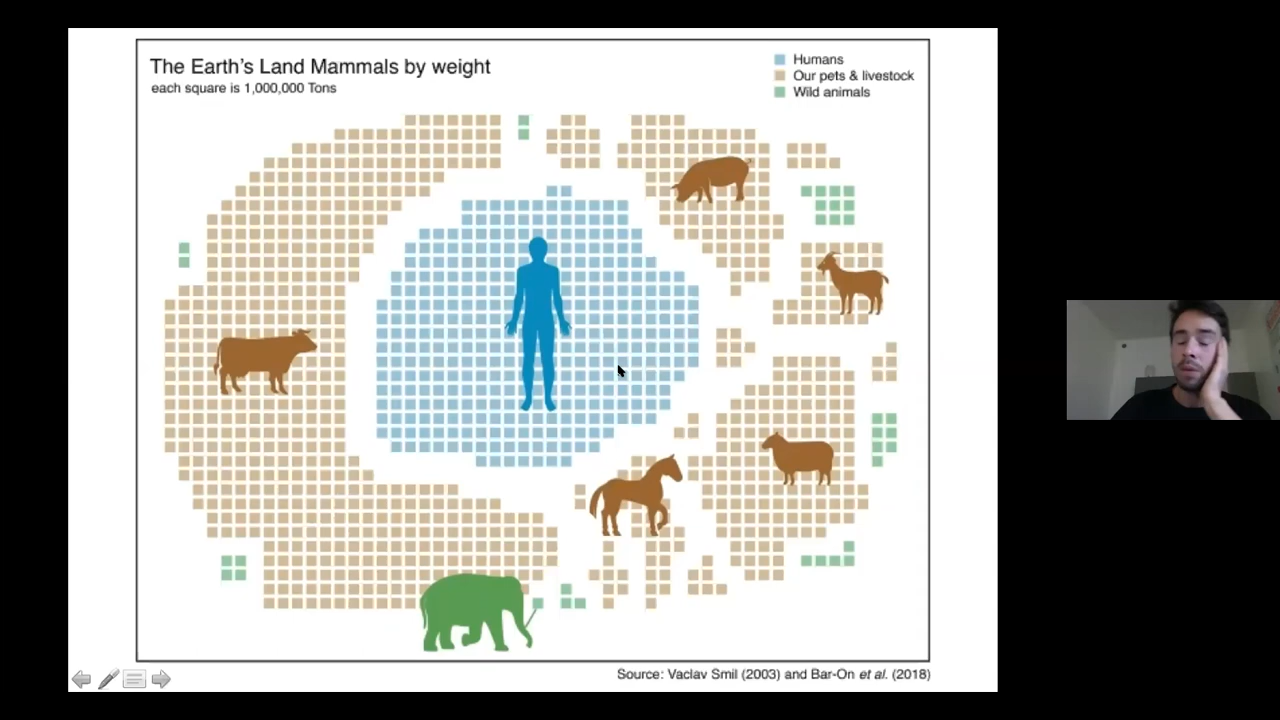 The Earth's Land Mammals by weight
each square is 1,000,000 Tons
Humans
Our pets & livestock
Wild animals
Source: Vaclav Smil (2003) and Bar-On et al. (2018)